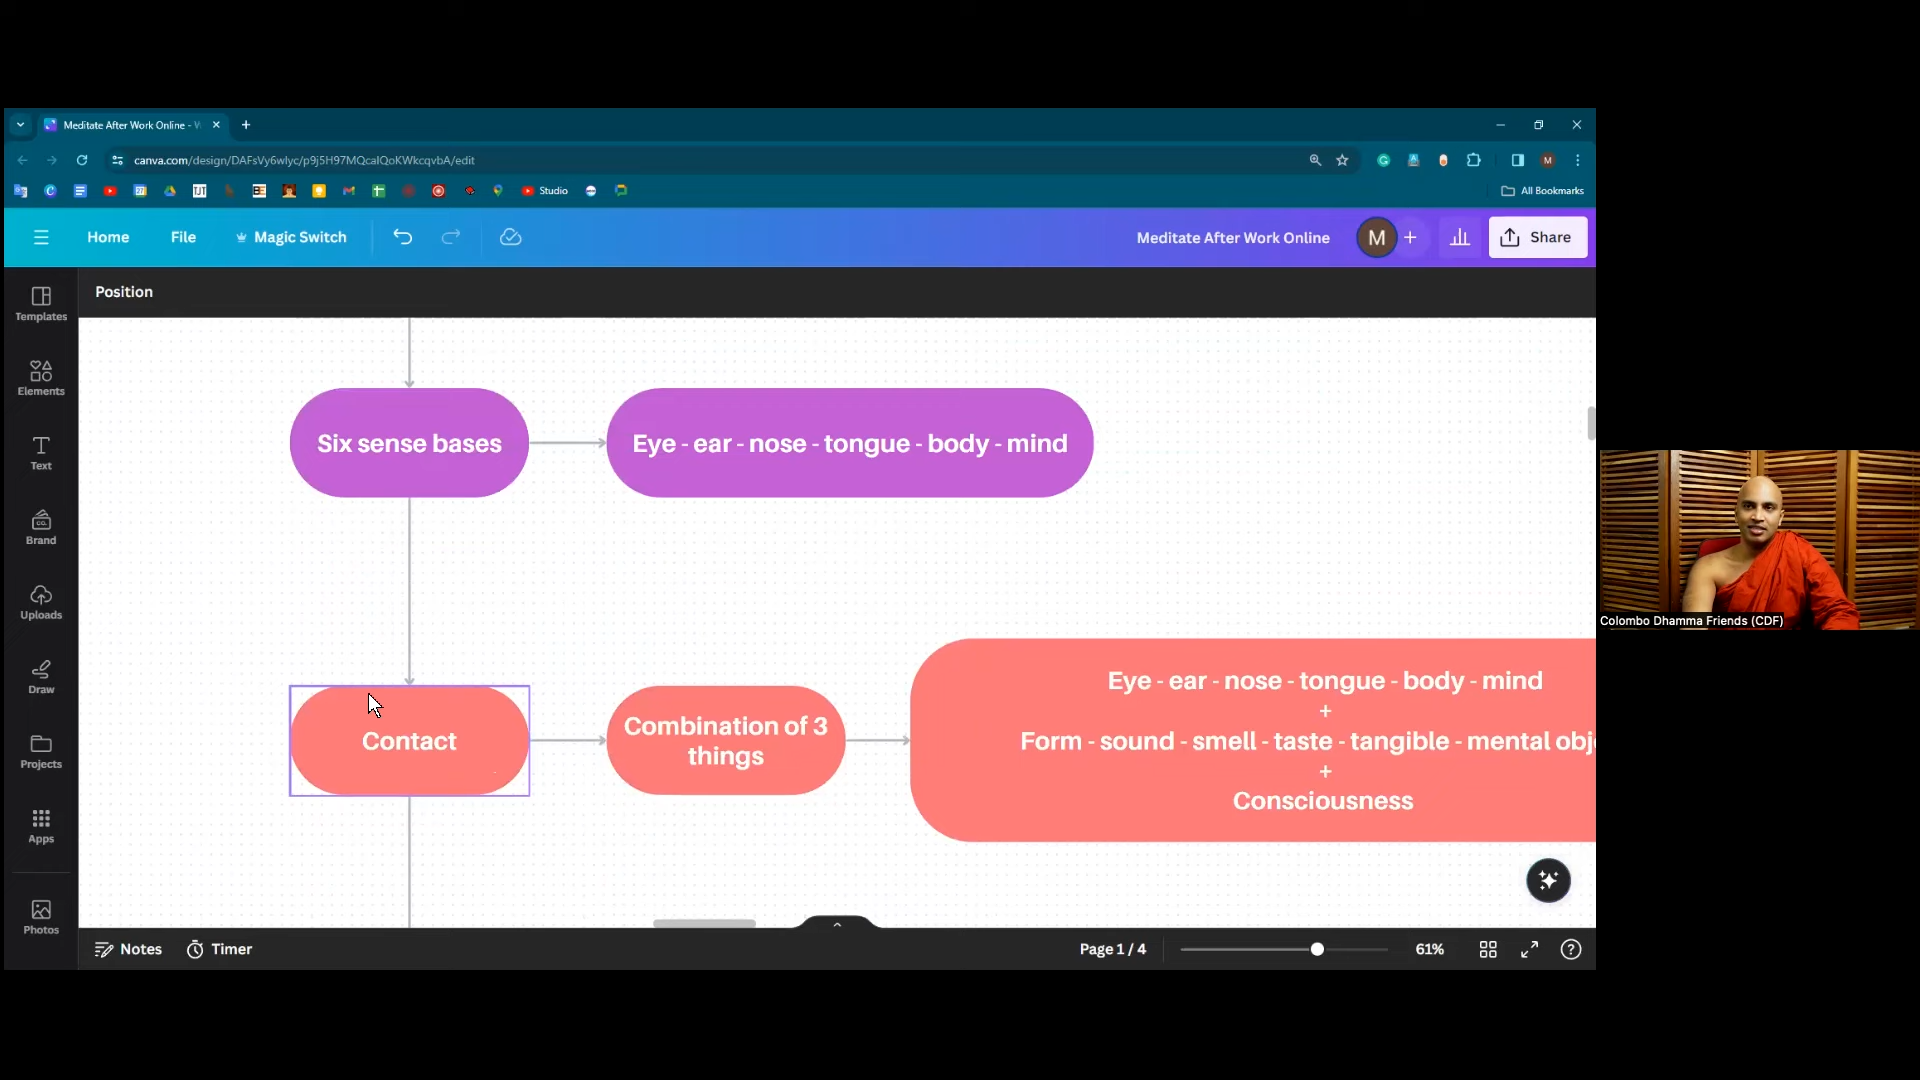 Meditate After Work Online - W
canva.com/design/DAFsVy6wlyc/p9j5H97MQcalQoKWkcqvbA/edit
Studio
All Bookmarks
Home
File
Magic Switch
Meditate After Work Online
M
Share
Position
Templates
Elements
Text
Brand
Uploads
Draw
Projects
Apps
Photos
Six sense bases
Eye - ear - nose - tongue - body - mind
Contact
Combination of 3
things
Eye - ear - nose - tongue - body - mind
+
Form - sound - smell - taste - tangible - mental obj
+
Consciousness
Notes
Timer
Page 1 / 4
61%
Colombo Dhamma Friends (CDF)